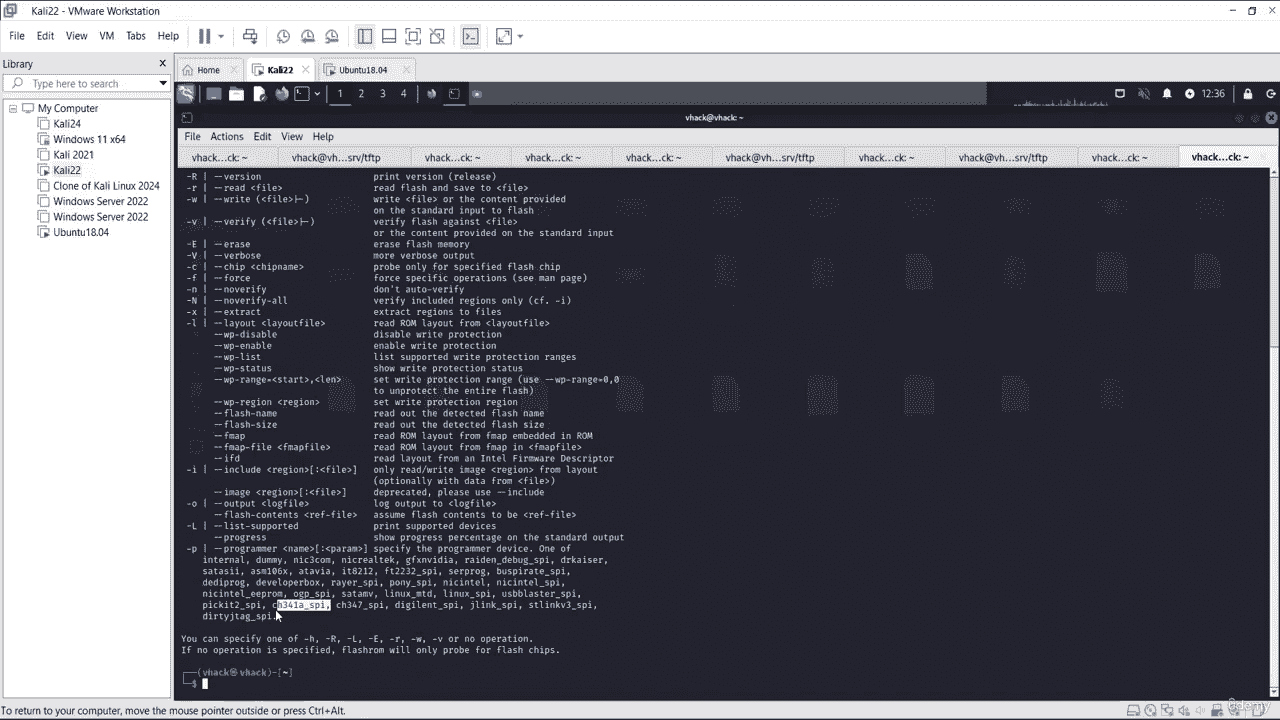 Kali22 - VMware Workstation
File Edit View VM Tabs Help
Library X
Type here to search
Home Kali22 Ubuntu18.04
My Computer
Kali24
Windows 11 x64
Kali 2021
Kali22
Clone of Kali Linux 2024
Windows Server 2022
Windows Server 2022
Ubuntu18.04
1 2 3 4 12:36
vhack@vhack: ~
File Actions Edit View Help
vhack...ck: ~ vhack@vh...srv/tftp vhack...ck: ~ vhack...ck: ~ vhack...ck: ~ vhack@vh...srv/tftp vhack...ck: ~ vhack@vh...srv/tftp vhack...ck: ~ vhack...ck: ~
-R | --version print version (release)
-r | --read <file> read flash and save to <file>
-w | --write (<file>|-) write <file> or the content provided
on the standard input to flash
-v | --verify (<file>|-) verify flash against <file>
or the content provided on the standard input
-E | --erase erase flash memory
-V | --verbose more verbose output
-c | --chip <chipname> probe only for specified flash chip
-f | --force force specific operations (see man page)
-n | --noverify don't auto-verify
-N | --noverify-all verify included regions only (cf. -i)
-x | --extract extract regions to files
-l | --layout <layoutfile> read ROM layout from <layoutfile>
--wp-disable disable write protection
--wp-enable enable write protection
--wp-list list supported write protection ranges
--wp-status show write protection status
--wp-range=<start>,<len> set write protection range (use --wp-range=0,0
to unprotect the entire flash)
--wp-region <region> set write protection region
--flash-name read out the detected flash name
--flash-size read out the detected flash size
--fmap read ROM layout from fmap embedded in ROM
--fmap-file <fmapfile> read ROM layout from fmap in <fmapfile>
--ifd read layout from an Intel Firmware Descriptor
-i | --include <region>[:<file>] only read/write image <region> from layout
(optionally with data from <file>)
--image <region>[:<file>] deprecated, please use --include
-o | --output <logfile> log output to <logfile>
--flash-contents <ref-file> assume flash contents to be <ref-file>
-L | --list-supported print supported devices
--progress show progress percentage on the standard output
-p | --programmer <name>[:<param>] specify the programmer device. One of
internal, dummy, nic3com, nicrealtek, gfxnvidia, raiden_debug_spi, drkaiser,
satasii, asm106x, atavia, it8212, ft2232_spi, serprog, buspirate_spi,
dediprog, developerbox, rayer_spi, pony_spi, nicintel, nicintel_spi,
nicintel_eeprom, ogp_spi, satamv, linux_mtd, linux_spi, usbblaster_spi,
pickit2_spi, ch341a_spi, ch347_spi, digilent_spi, jlink_spi, stlinkv3_spi,
dirtyjtag_spi.
You can specify one of -h, -R, -L, -E, -r, -w, -v or no operation.
If no operation is specified, flashrom will only probe for flash chips.
(vhack㉿vhack)-[~]
$
To return to your computer, move the mouse pointer outside or press Ctrl+Alt.
Udemy